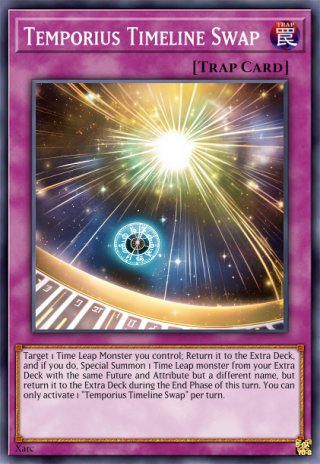 Temporius Timeline Swap
TRAP
罠
[Trap Card]
Target 1 Time Leap Monster you control; Return it to the Extra Deck,
and if you do, Special Summon 1 Time Leap monster from your Extra
Deck with the same Future and Attribute but a different name, but
return it to the Extra Deck during the End Phase of this turn. You can
only activate 1 "Temporius Timeline Swap" per turn.
Xarc